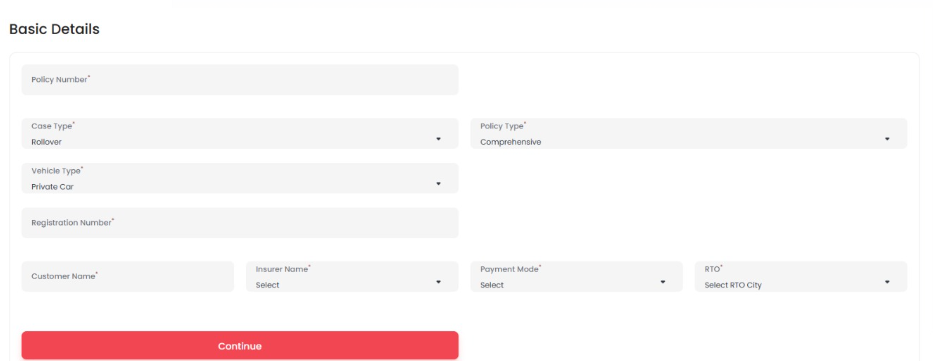 Basic Details
Policy Number*
Case Type*
Rollover
Policy Type*
Comprehensive
Vehicle Type*
Private Car
Registration Number*
Customer Name*
Insurer Name*
Select
Payment Mode*
Select
RTO*
Select RTO City
Continue